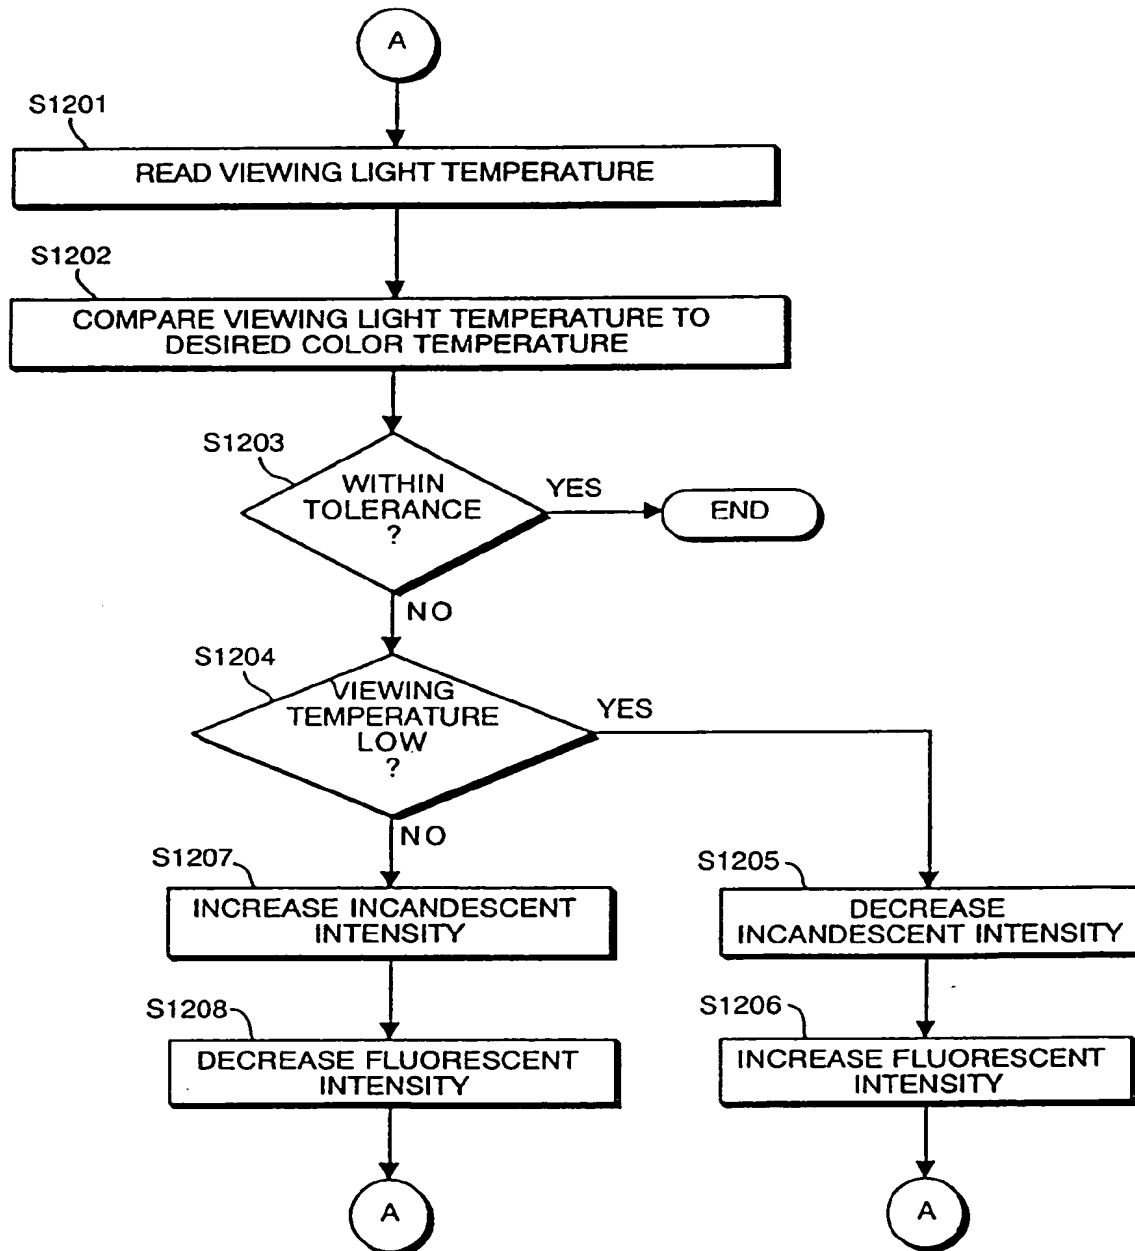 A
S1201
READ VIEWING LIGHT TEMPERATURE
S1202
COMPARE VIEWING LIGHT TEMPERATURE TO
DESIRED COLOR TEMPERATURE
S1203
WITHIN
TOLERANCE
?
YES
END
NO
S1204
VIEWING
TEMPERATURE
LOW
?
YES
NO
S1207
INCREASE INCANDESCENT
INTENSITY
S1205
DECREASE
INCANDESCENT INTENSITY
S1208
DECREASE FLUORESCENT
INTENSITY
S1206
INCREASE FLUORESCENT
INTENSITY
A
A